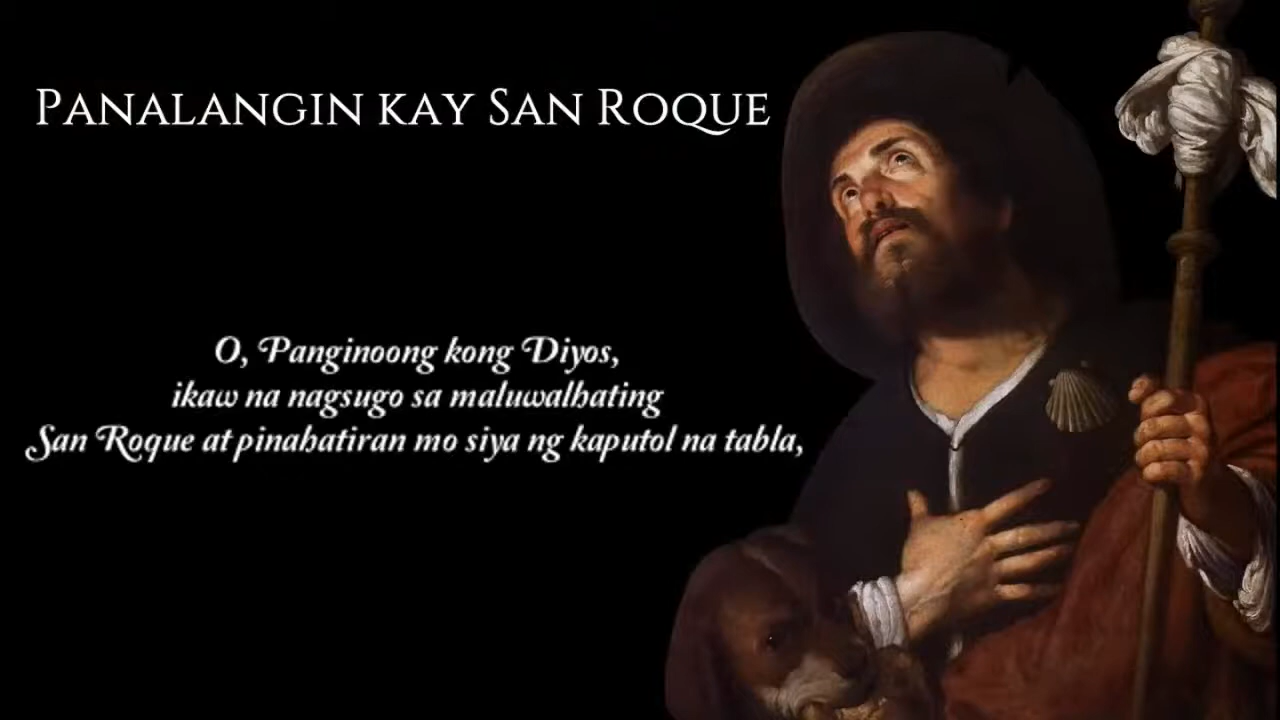 Panalangin kay San Roque
O, Panginoong kong Diyos,
ikaw na nagsugo sa maluwalhating
San Roque at pinahatiran mo siya ng kaputol na tabla,